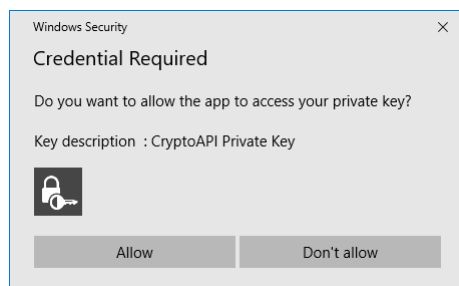 Windows Security
Credential Required
Do you want to allow the app to access your private key?
Key description : CryptoAPI Private Key
Allow
Don't allow